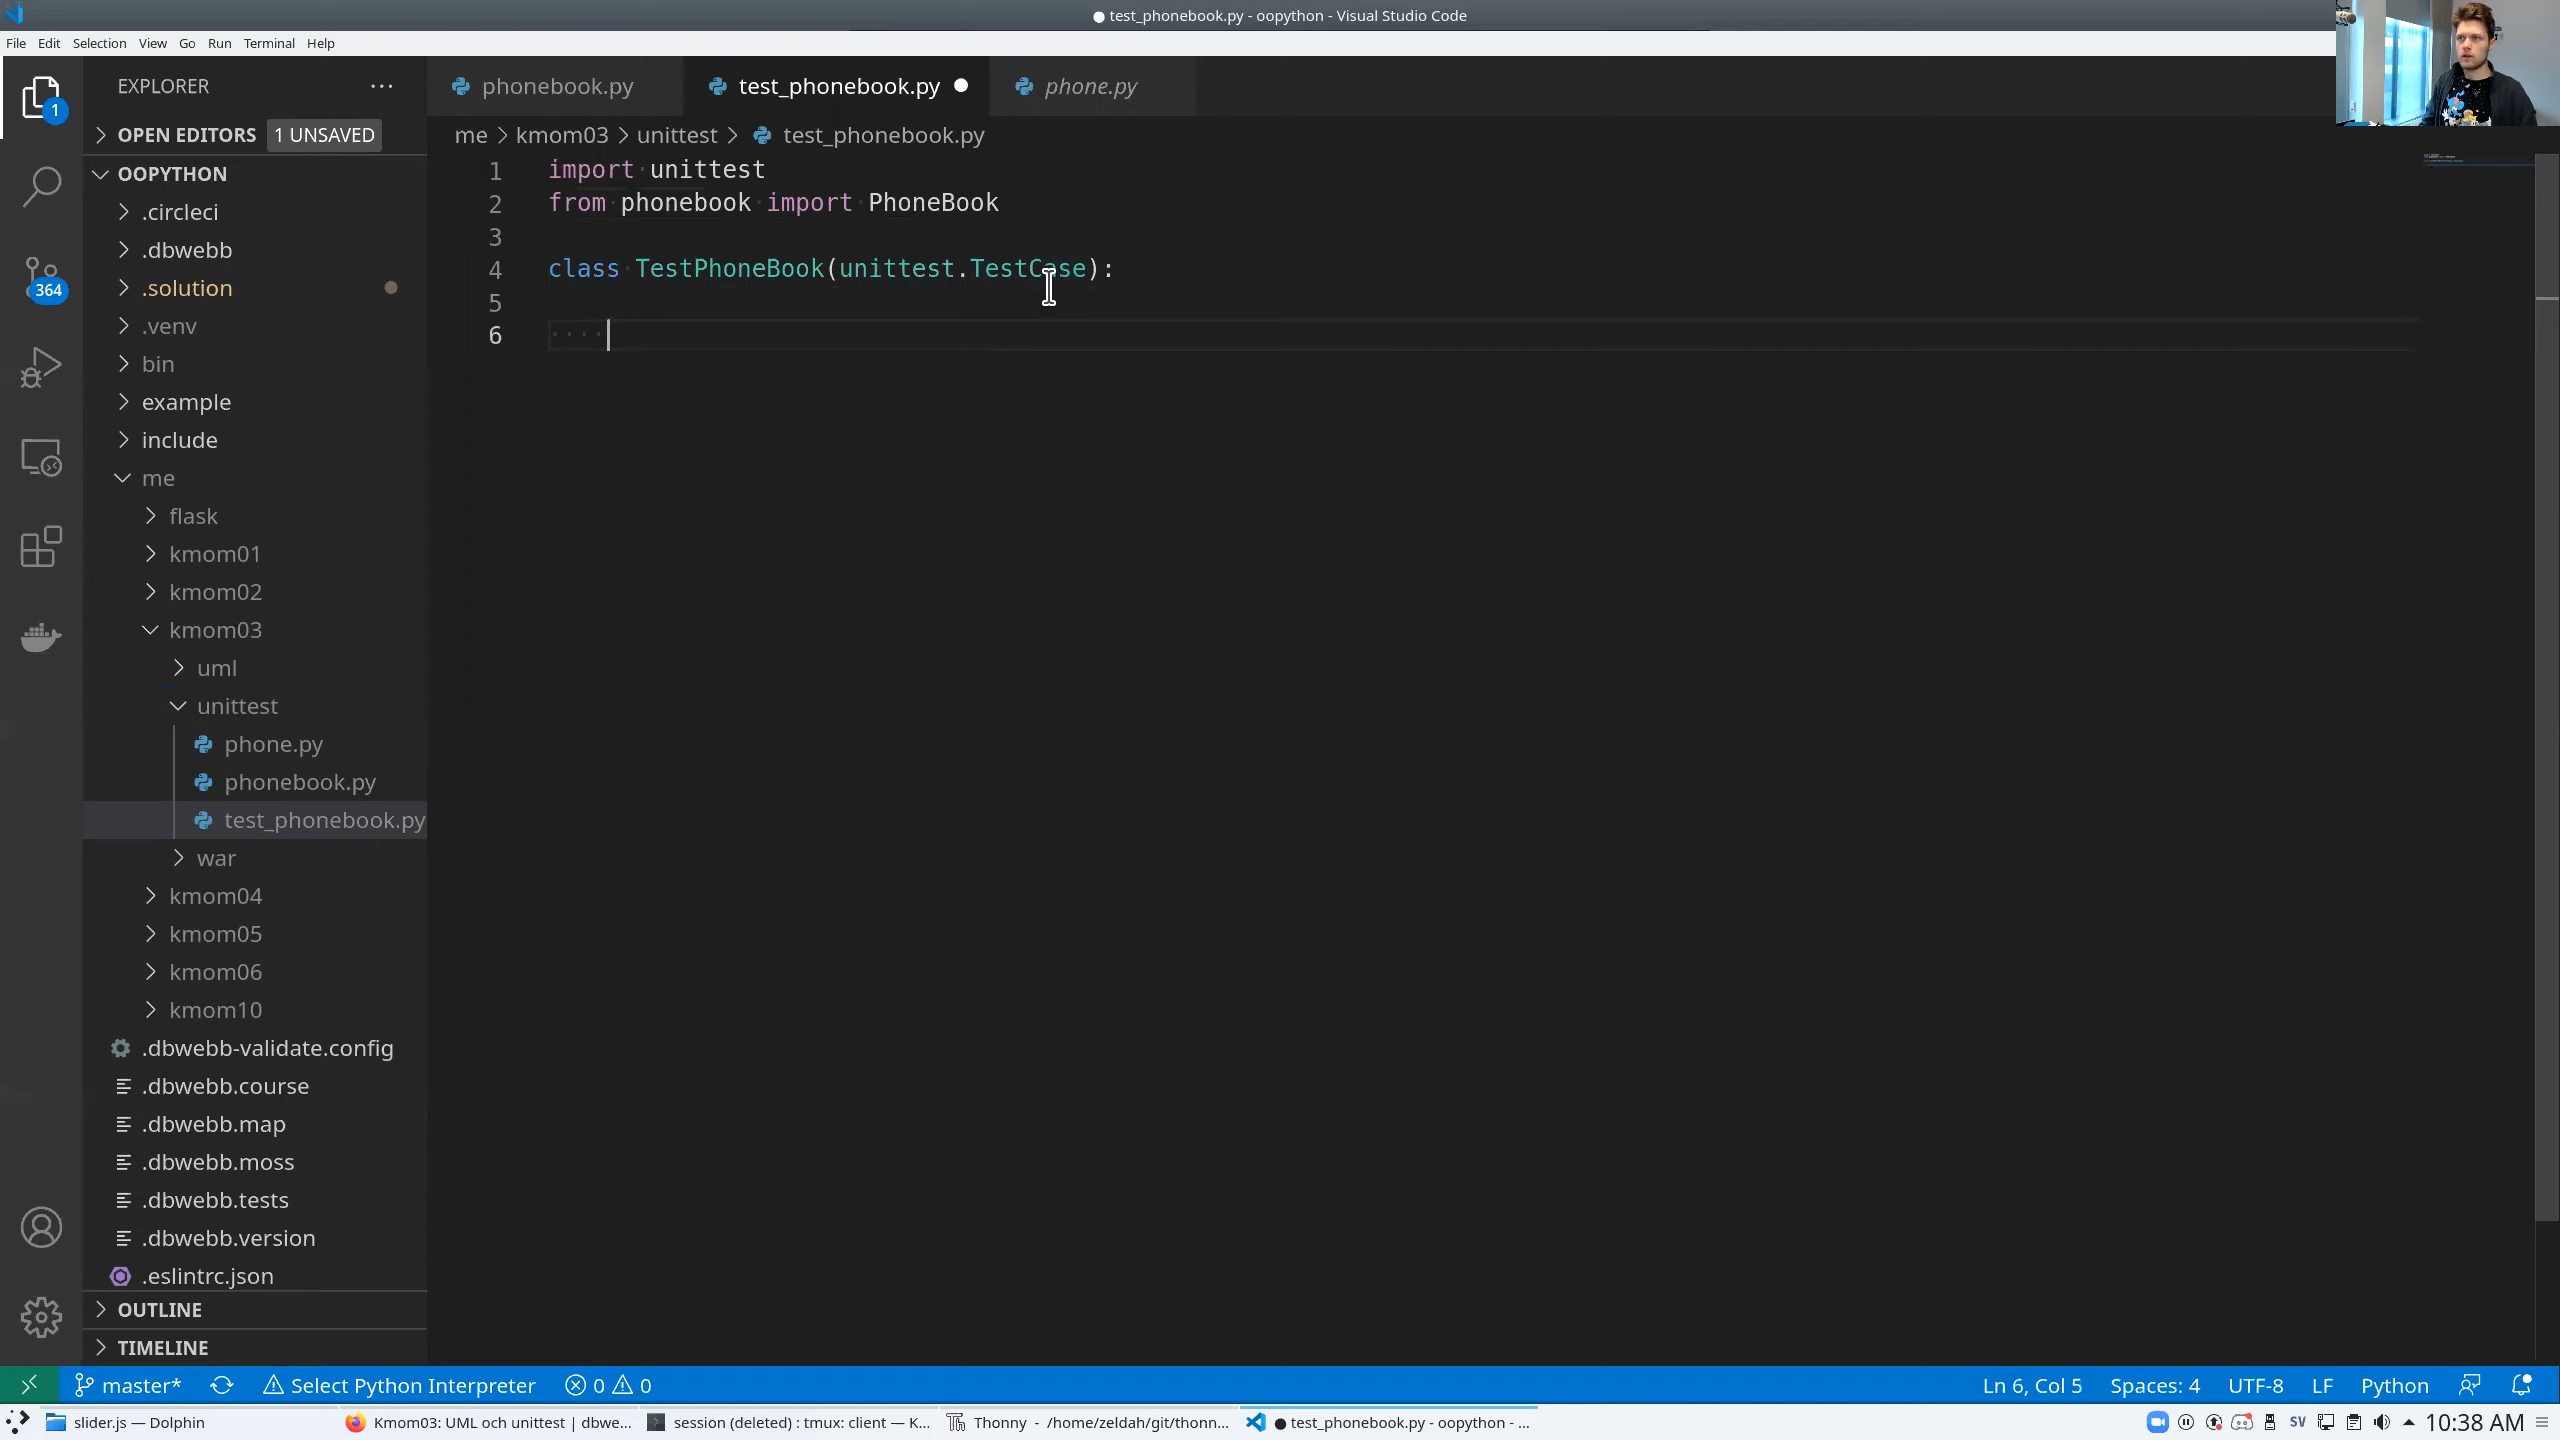 ● test_phonebook.py - oopython - Visual Studio Code
File Edit Selection View Go Run Terminal Help
EXPLORER ···
phonebook.py test_phonebook.py phone.py
1
OPEN EDITORS 1 UNSAVED
me > kmom03 > unittest > test_phonebook.py
OOPYTHON
.circleci
.dbwebb
364
.solution
.venv
bin
example
include
me
flask
kmom01
kmom02
kmom03
uml
unittest
phone.py
phonebook.py
test_phonebook.py
war
kmom04
kmom05
kmom06
kmom10
.dbwebb-validate.config
.dbwebb.course
.dbwebb.map
.dbwebb.moss
.dbwebb.tests
.dbwebb.version
.eslintrc.json
OUTLINE
TIMELINE
1 import unittest
2 from phonebook import PhoneBook
3
4 class TestPhoneBook(unittest.TestCase):
5
6
master* Select Python Interpreter 0 0 Ln 6, Col 5 Spaces: 4 UTF-8 LF Python
slider.js — Dolphin Kmom03: UML och unittest | dbwe... session (deleted) : tmux: client — K... Thonny - /home/zeldah/git/thonn... ● test_phonebook.py - oopython - ... SV 10:38 AM